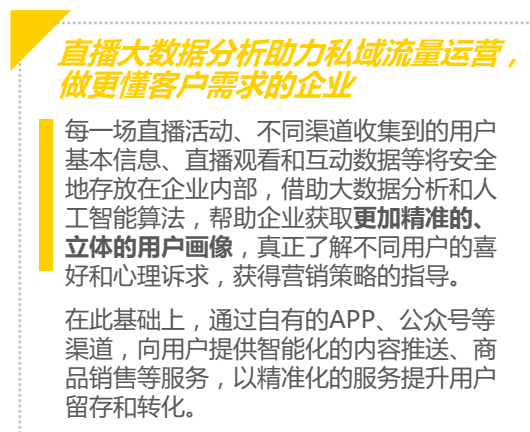 直播大数据分析助力私域流量运营，
做更懂客户需求的企业
每一场直播活动、不同渠道收集到的用户
基本信息、直播观看和互动数据等将安全
地存放在企业内部，借助大数据分析和人
工智能算法，帮助企业获取更加精准的、
立体的用户画像，真正了解不同用户的喜
好和心理诉求，获得营销策略的指导。
在此基础上，通过自有的APP、公众号等
渠道，向用户提供智能化的内容推送、商
品销售等服务，以精准化的服务提升用户
留存和转化。